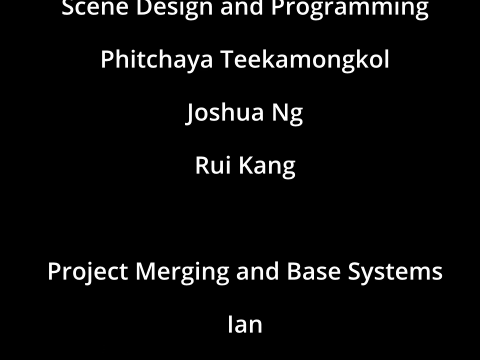 Scene Design and Programming
Phitchaya Teekamongkol
Joshua Ng
Rui Kang
Project Merging and Base Systems
Ian